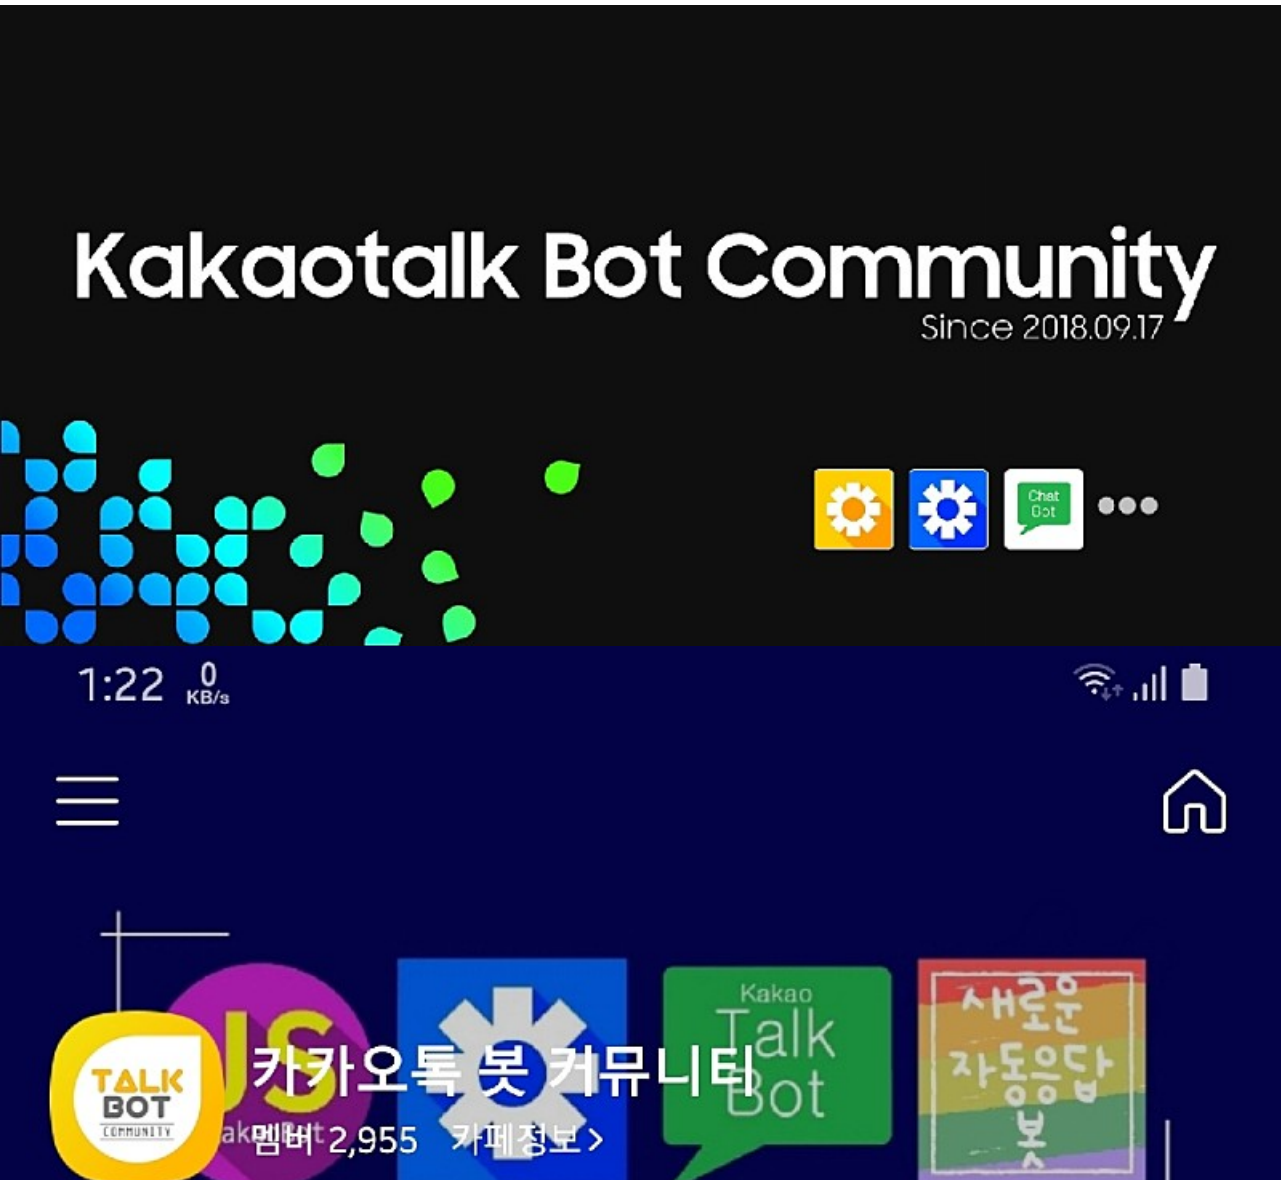 Kakaotalk Bot Community
Since 2018.09.17
Chat
Bot
1:22
0
KB/s
JS
Kakao
Talk
Bot
새로운
자동응답
봇
TALK
BOT
COMMUNITY
카카오톡 봇 커뮤니티
멤버 2,955 카페정보